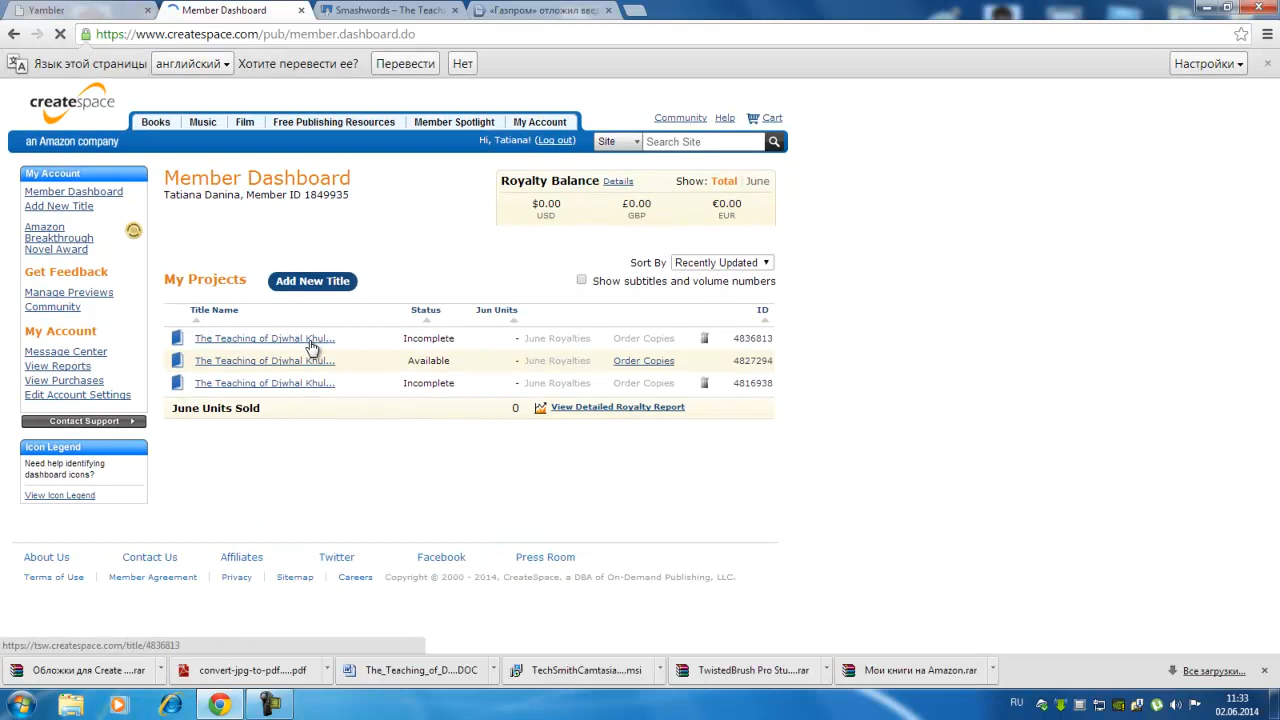 Yambler
Member Dashboard
Smashwords – The Teach
«Газпром» отложил введ
https://www.createspace.com/pub/member.dashboard.do
Язык этой страницы английский Хотите перевести ее? Перевести Нет Настройки
createspace
an Amazon company
Books Music Film Free Publishing Resources Member Spotlight My Account
Community Help Cart
Hi, Tatiana! (Log out) Site Search Site
My Account
Member Dashboard
Add New Title
Amazon
Breakthrough
Novel Award
Get Feedback
Manage Previews
Community
My Account
Message Center
View Reports
View Purchases
Edit Account Settings
Contact Support
Icon Legend
Need help identifying
dashboard icons?
View Icon Legend
Member Dashboard
Tatiana Danina, Member ID 1849935
Royalty Balance Details Show: Total June
$0.00 £0.00 €0.00
USD GBP EUR
Sort By Recently Updated
My Projects Add New Title Show subtitles and volume numbers
Title Name Status Jun Units ID
The Teaching of Djwhal Khul... Incomplete - June Royalties Order Copies 4836813
The Teaching of Djwhal Khul... Available - June Royalties Order Copies 4827294
The Teaching of Djwhal Khul... Incomplete - June Royalties Order Copies 4816938
June Units Sold 0 View Detailed Royalty Report
About Us Contact Us Affiliates Twitter Facebook Press Room
Terms of Use Member Agreement Privacy Sitemap Careers Copyright © 2000 - 2014, CreateSpace, a DBA of On-Demand Publishing, LLC.
https://tsw.createspace.com/title/4836813
Обложки для Create ....rar convert-jpg-to-pdf....pdf The_Teaching_of_D....DOC TechSmithCamtasia....msi TwistedBrush Pro Stu....rar Мои книги на Amazon.rar Все загрузки...
RU 11:33
02.06.2014